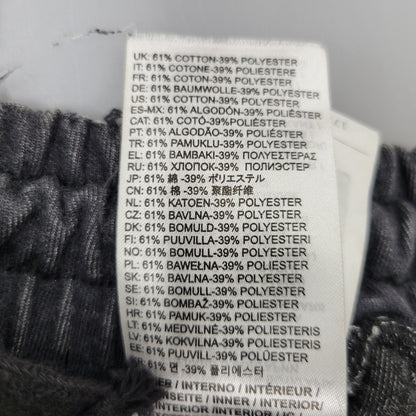 UK: 61% COTTON-39% POLYESTER
IT: 61% COTONE-39% POLIESTERE
FR: 61% COTON-39% POLYESTER
DE: 61% BAUMWOLLE-39% POLYESTER
US: 61% COTTON-39% POLYESTER
ES-MX: 61% ALGODÓN-39% POLIÉSTER
CAT: 61% COTÓ-39%POLIÈSTER
PT: 61% ALGODÃO-39% POLIÉSTER
TR: 61% PAMUKLU-39% POLYESTER
EL: 61% ΒΑΜΒΑΚΙ-39% ΠΟΛΥΕΣΤΕΡΑΣ
RU: 61% ХЛОПОК-39% ПОЛИЭСТЕР
JP: 61% 綿 -39% ポリエステル
CN: 61% 棉 -39% 聚酯纤维
NL: 61% KATOEN-39% POLYESTER
CZ: 61% BAVLNA-39% POLYESTER
DK: 61% BOMULD-39% POLYESTER
FI: 61% PUUVILLA-39% POLYESTERI
NO: 61% BOMULL-39% POLYESTER
PL: 61% BAWEŁNA-39% POLIESTER
SK: 61% BAVLNA-39% POLYESTER
SE: 61% BOMULL-39% POLYESTER
SI: 61% BOMBAŽ-39% POLIESTER
HR: 61% PAMUK-39% POLIESTER
LT: 61% MEDVILNĖ-39% POLIESTERIS
LV: 61% KOKVILNA-39% POLIESTERIS
EE: 61% PUUVILL-39% POLÜESTER
61% 면 -39% 폴리에스터
INNER / INTERNO / INTÉRIEUR /
INNER / INTERIOR /